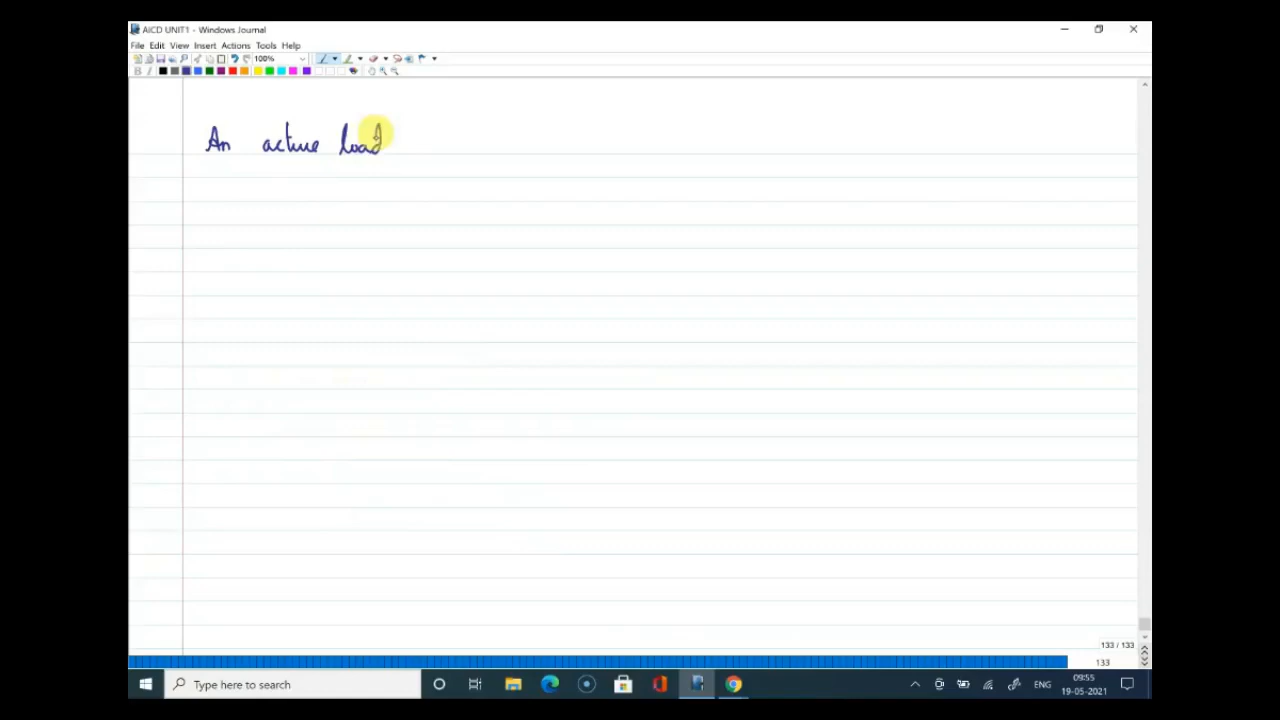 AICD UNIT1 - Windows Journal
File Edit View Insert Actions Tools Help
100%
B I
An active load
133 / 133
133
Type here to search
ENG
09:55
19-05-2021